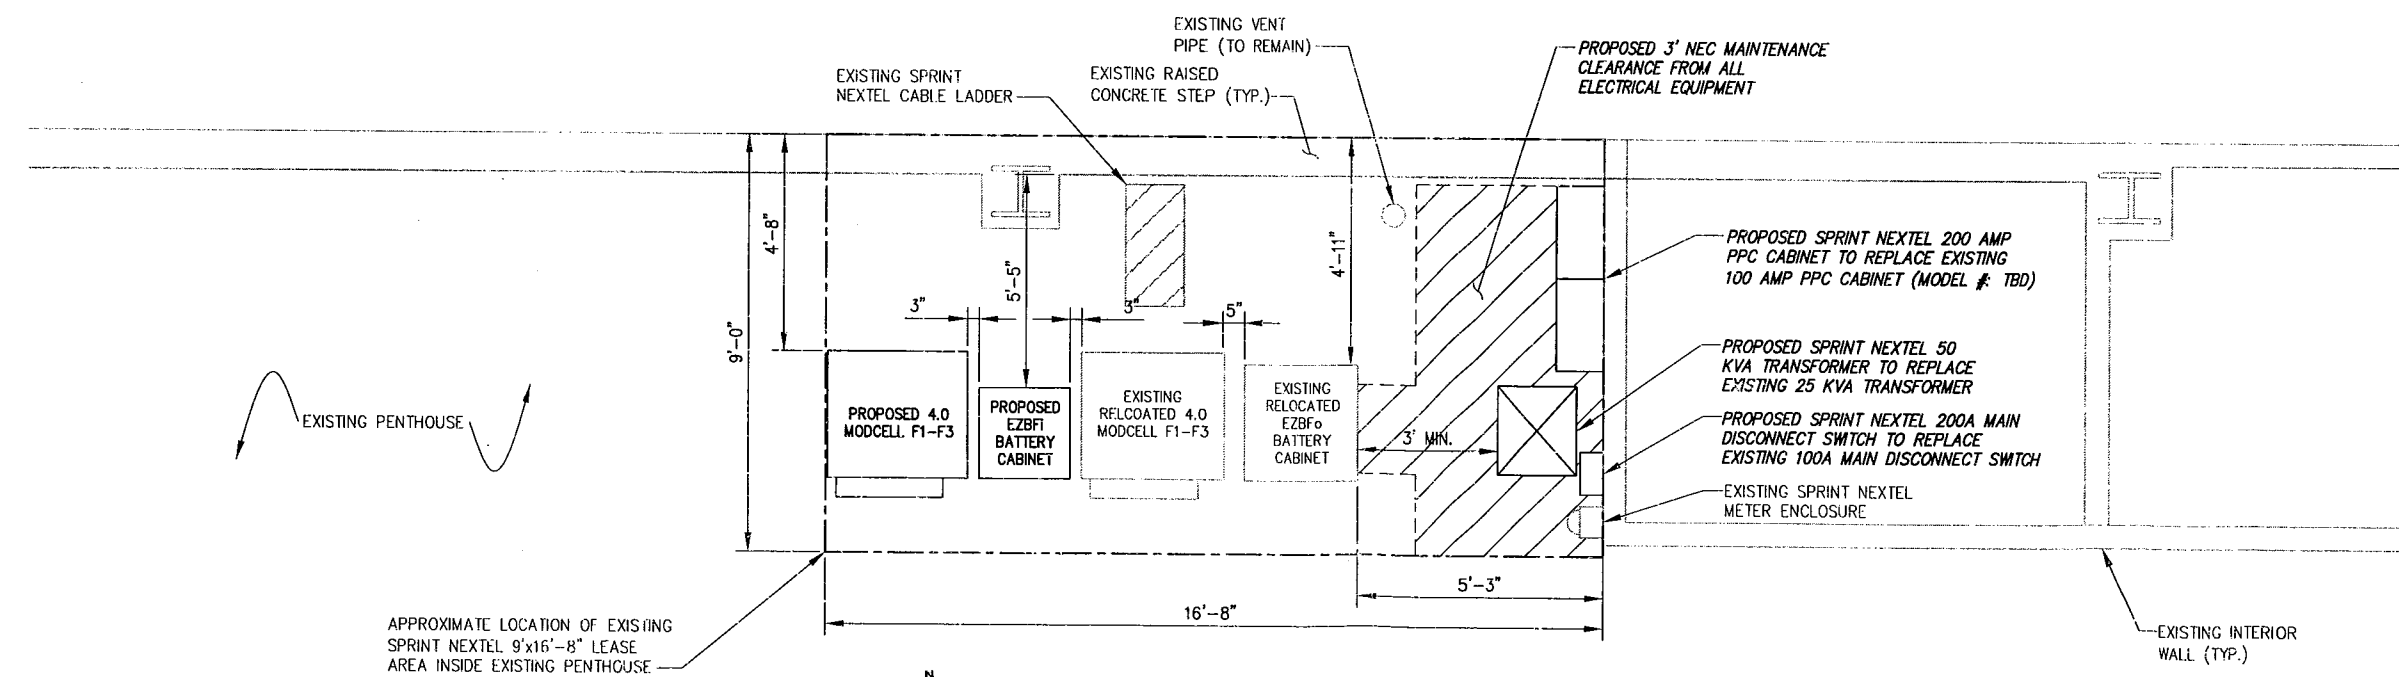 EXISTING VENT
PIPE (TO REMAIN)
PROPOSED 3' NEC MAINTENANCE
CLEARANCE FROM ALL
ELECTRICAL EQUIPMENT
EXISTING SPRINT
NEXTEL CABLE LADDER
EXISTING RAISED
CONCRETE STEP (TYP.)
4'-8"
9'-0"
5'-5"
3"
3"
5"
4'-11"
PROPOSED SPRINT NEXTEL 200 AMP
PPC CABINET TO REPLACE EXISTING
100 AMP PPC CABINET (MODEL #: TBD)
PROPOSED SPRINT NEXTEL 50
KVA TRANSFORMER TO REPLACE
EXISTING 25 KVA TRANSFORMER
PROPOSED SPRINT NEXTEL 200A MAIN
DISCONNECT SWITCH TO REPLACE
EXISTING 100A MAIN DISCONNECT SWITCH
EXISTING SPRINT NEXTEL
METER ENCLOSURE
EXISTING PENTHOUSE
PROPOSED 4.0
MODCELL F1-F3
PROPOSED
EZBFi
BATTERY
CABINET
EXISTING
RELCOATED 4.0
MODCELL F1-F3
EXISTING
RELOCATED
EZBFo
BATTERY
CABINET
3' MIN.
5'-3"
16'-8"
APPROXIMATE LOCATION OF EXISTING
SPRINT NEXTEL 9'x16'-8" LEASE
AREA INSIDE EXISTING PENTHOUSE
EXISTING INTERIOR
WALL (TYP.)
N